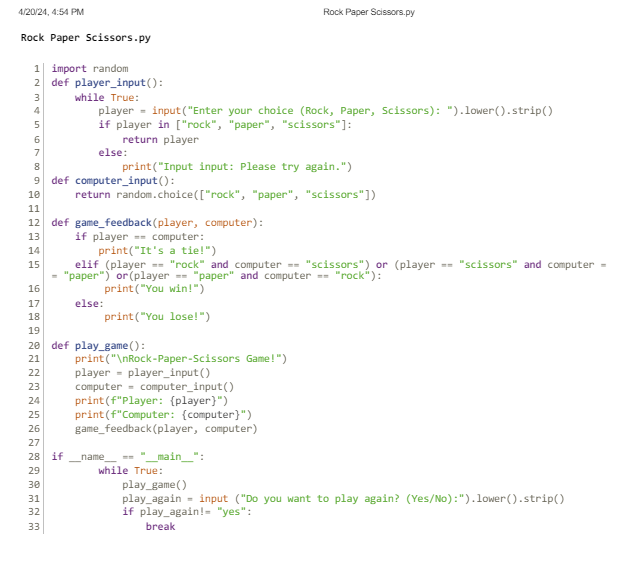 4/20/24, 4:54 PM Rock Paper Scissors.py
Rock Paper Scissors.py
1 import random
2 def player_input():
3     while True:
4         player = input("Enter your choice (Rock, Paper, Scissors): ").lower().strip()
5         if player in ["rock", "paper", "scissors"]:
6             return player
7         else:
8             print("Input input: Please try again.")
9 def computer_input():
10     return random.choice(["rock", "paper", "scissors"])
11
12 def game_feedback(player, computer):
13     if player == computer:
14         print("It's a tie!")
15     elif (player == "rock" and computer == "scissors") or (player == "scissors" and computer =
= "paper") or(player == "paper" and computer == "rock"):
16          print("You win!")
17     else:
18          print("You lose!")
19
20 def play_game():
21     print("\nRock-Paper-Scissors Game!")
22     player = player_input()
23     computer = computer_input()
24     print(f"Player: {player}")
25     print(f"Computer: {computer}")
26     game_feedback(player, computer)
27
28 if __name__ == "__main__":
29         while True:
30             play_game()
31             play_again = input ("Do you want to play again? (Yes/No):").lower().strip()
32             if play_again!= "yes":
33                 break